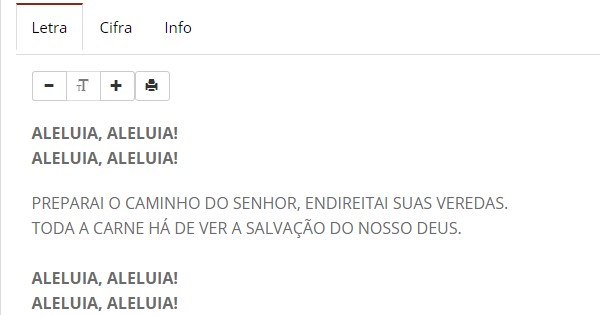 Letra Cifra Info
- T +
ALELUIA, ALELUIA!
ALELUIA, ALELUIA!
PREPARAI O CAMINHO DO SENHOR, ENDIREITAI SUAS VEREDAS.
TODA A CARNE HÁ DE VER A SALVAÇÃO DO NOSSO DEUS.
ALELUIA, ALELUIA!
ALELUIA, ALELUIA!